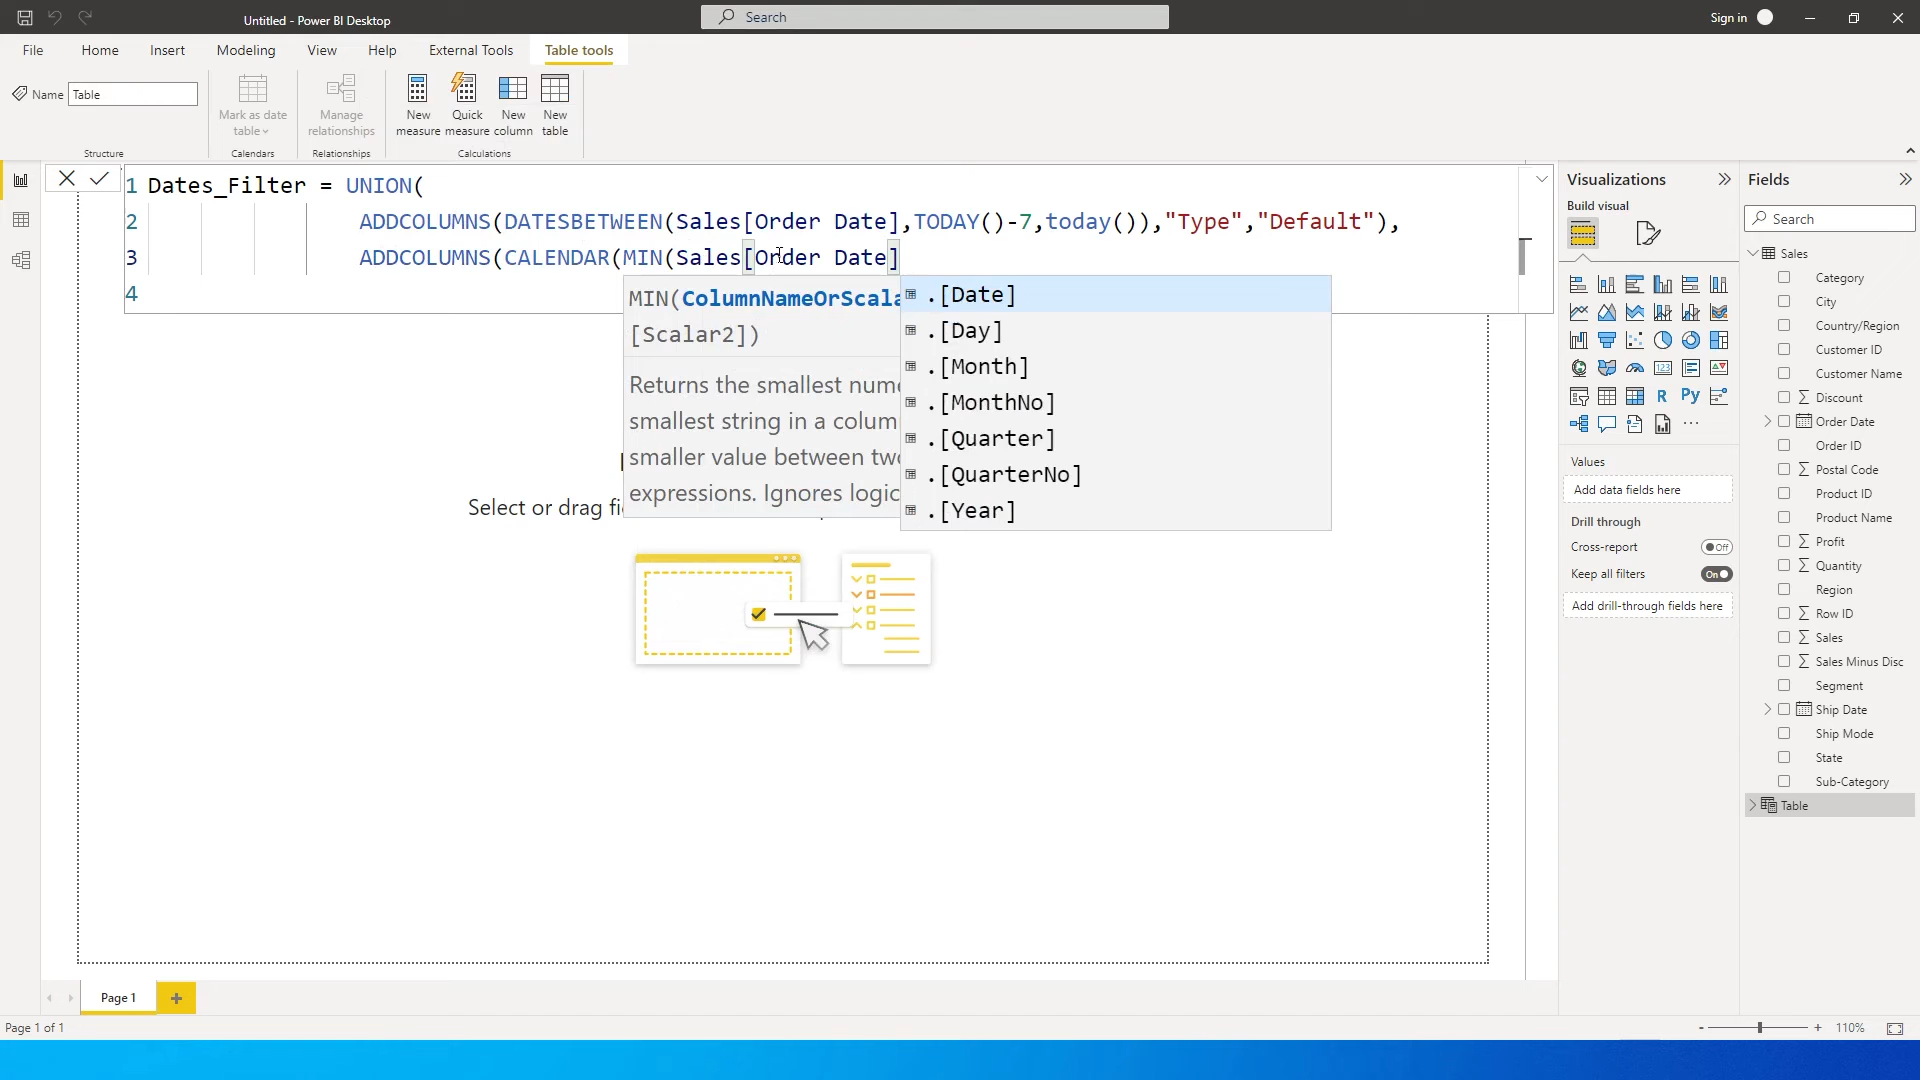 Untitled - Power BI Desktop
Search
Sign in
File
Home
Insert
Modeling
View
Help
External Tools
Table tools
Name
Table
Mark as date
table
Manage
relationships
New
measure
Quick
measure
New
column
New
table
Structure
Calendars
Relationships
Calculations
1 Dates_Filter = UNION(
2 ADDCOLUMNS(DATESBETWEEN(Sales[Order Date],TODAY()-7,today()),"Type","Default"),
3 ADDCOLUMNS(CALENDAR(MIN(Sales[Order Date]
4
MIN(ColumnNameOrScala
[Scalar2])
Returns the smallest nume
smallest string in a colum
smaller value between two
expressions. Ignores logic
.[Date]
.[Day]
.[Month]
.[MonthNo]
.[Quarter]
.[QuarterNo]
.[Year]
Select or drag fi
Visualizations
Build visual
R
Py
123
Values
Add data fields here
Drill through
Cross-report
Off
Keep all filters
On
Add drill-through fields here
Fields
Search
Sales
Category
City
Country/Region
Customer ID
Customer Name
Discount
Order Date
Order ID
Postal Code
Product ID
Product Name
Profit
Quantity
Region
Row ID
Sales
Sales Minus Disc
Segment
Ship Date
Ship Mode
State
Sub-Category
Table
Page 1
Page 1 of 1
- + 110%